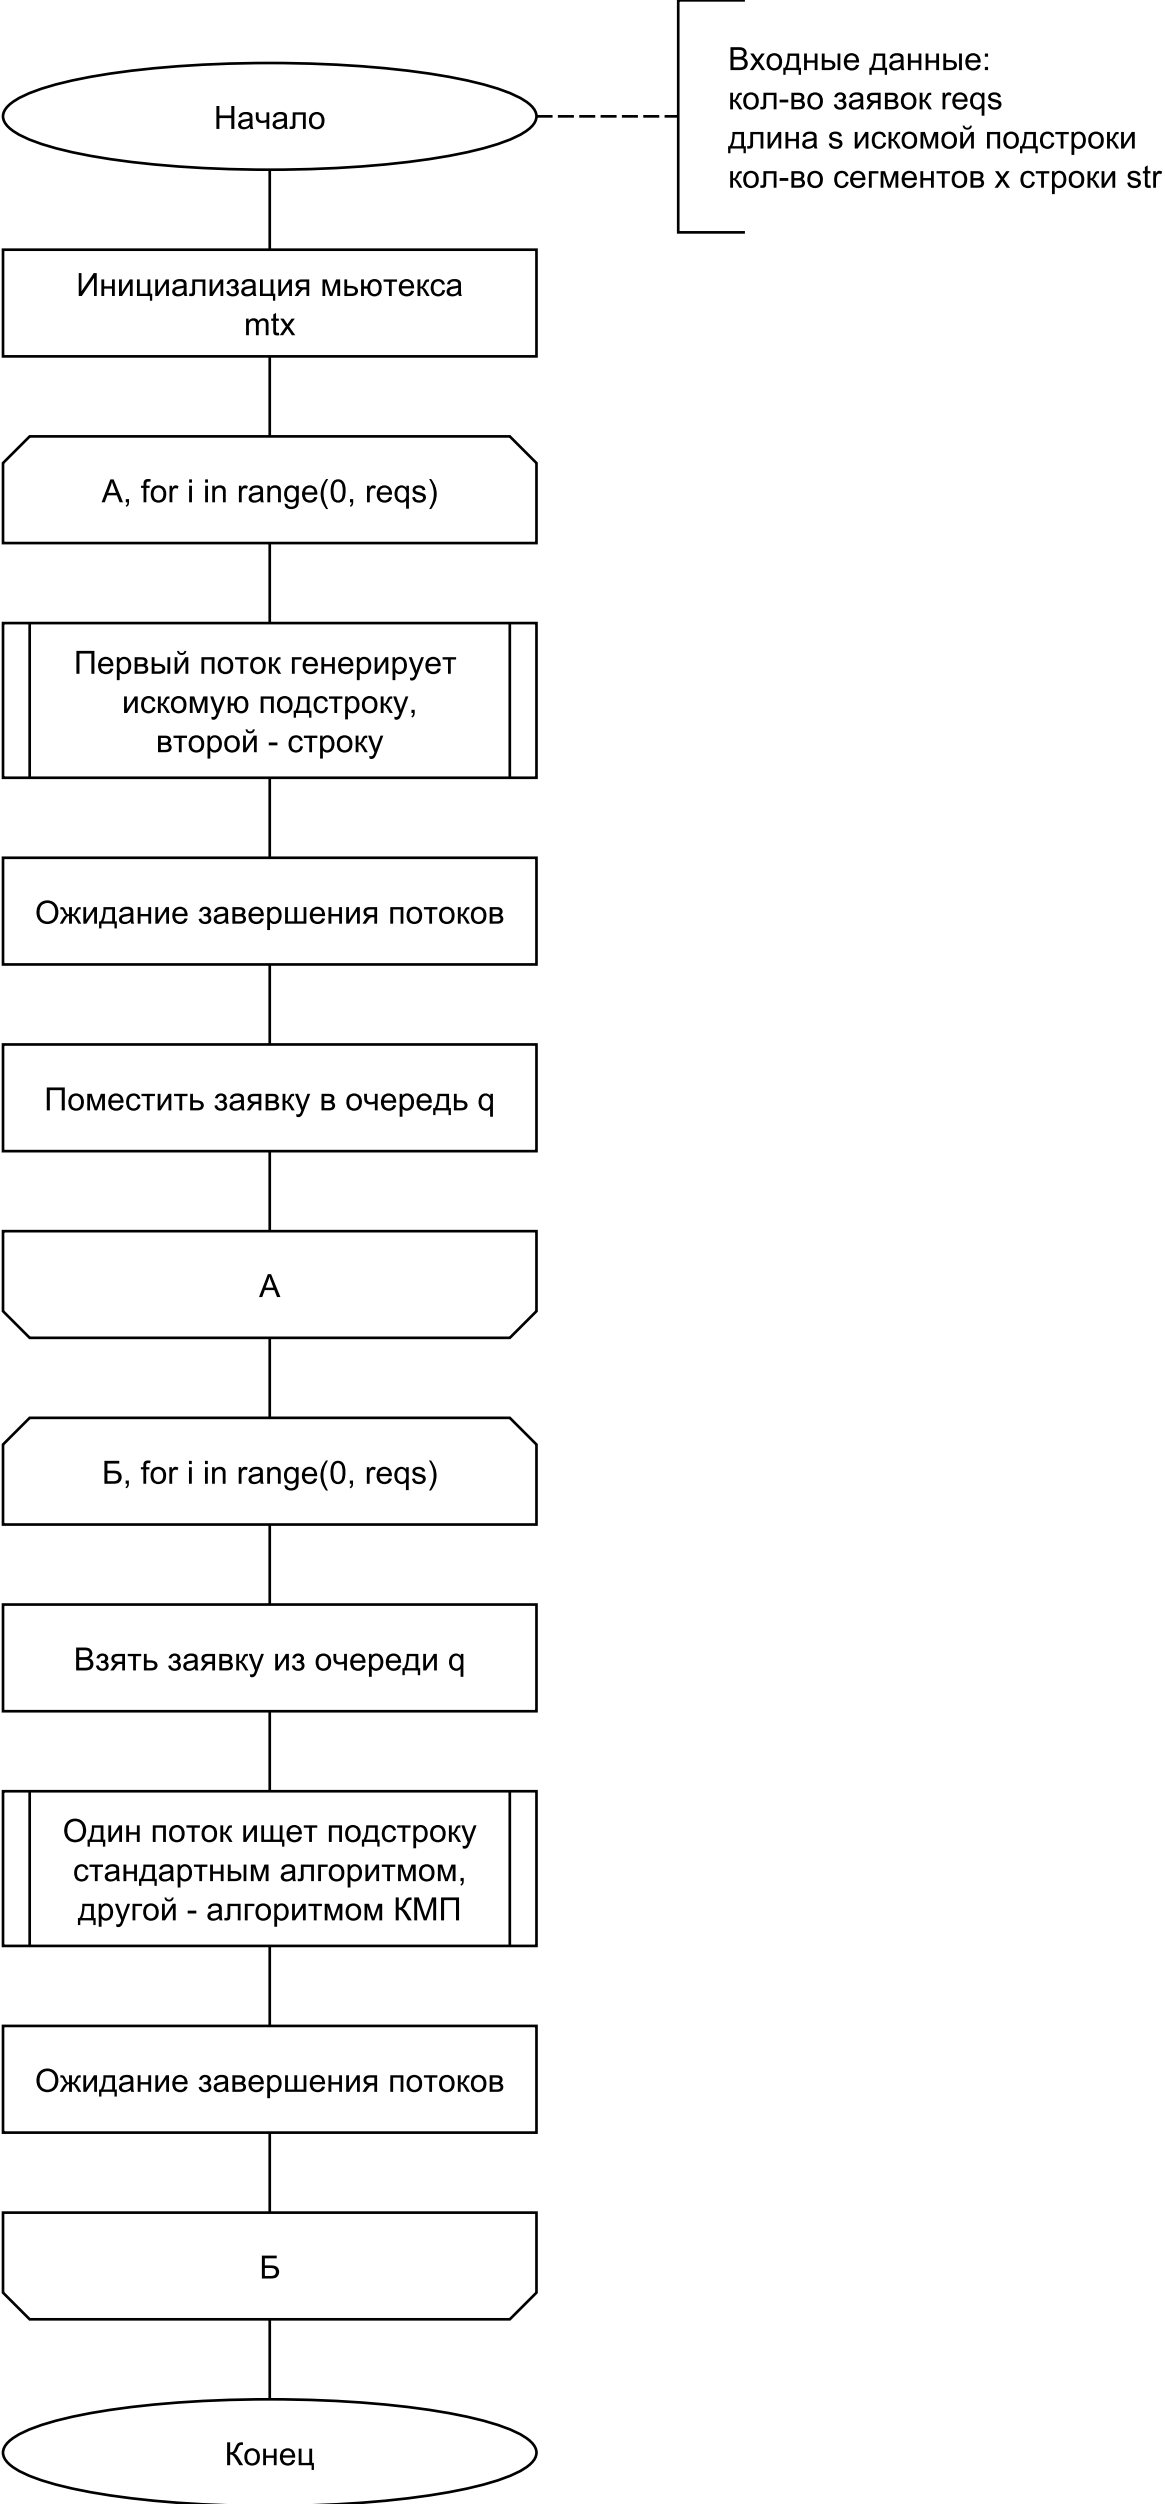 Начало
Входные данные:
кол-во заявок reqs
длина s искомой подстроки
кол-во сегментов x строки str
Инициализация мьютекса
mtx
А, for i in range(0, reqs)
Первый поток генерирует
искомую подстроку,
второй - строку
Ожидание завершения потоков
Поместить заявку в очередь q
А
Б, for i in range(0, reqs)
Взять заявку из очереди q
Один поток ищет подстроку
стандартным алгоритмом,
другой - алгоритмом КМП
Ожидание завершения потоков
Б
Конец